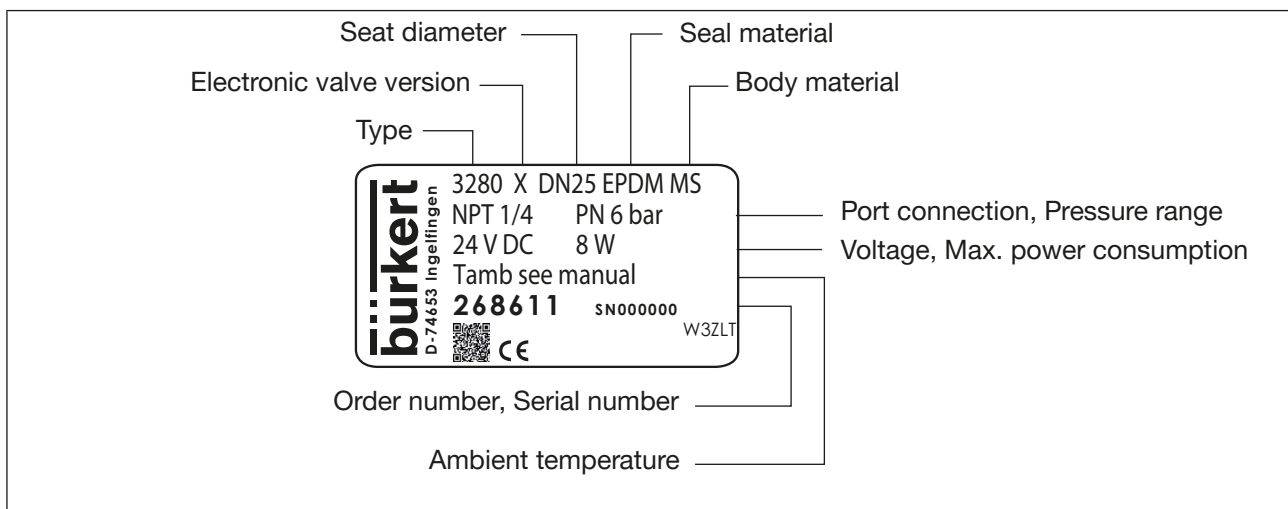 Seat diameter
Seal material
Electronic valve version
Body material
Type
bürkert
D-74653 Ingelfingen
3280 X DN25 EPDM MS
NPT 1/4 PN 6 bar
24 V DC 8 W
Tamb see manual
268611 SN000000
W3ZLT
CE
Port connection, Pressure range
Voltage, Max. power consumption
Order number, Serial number
Ambient temperature